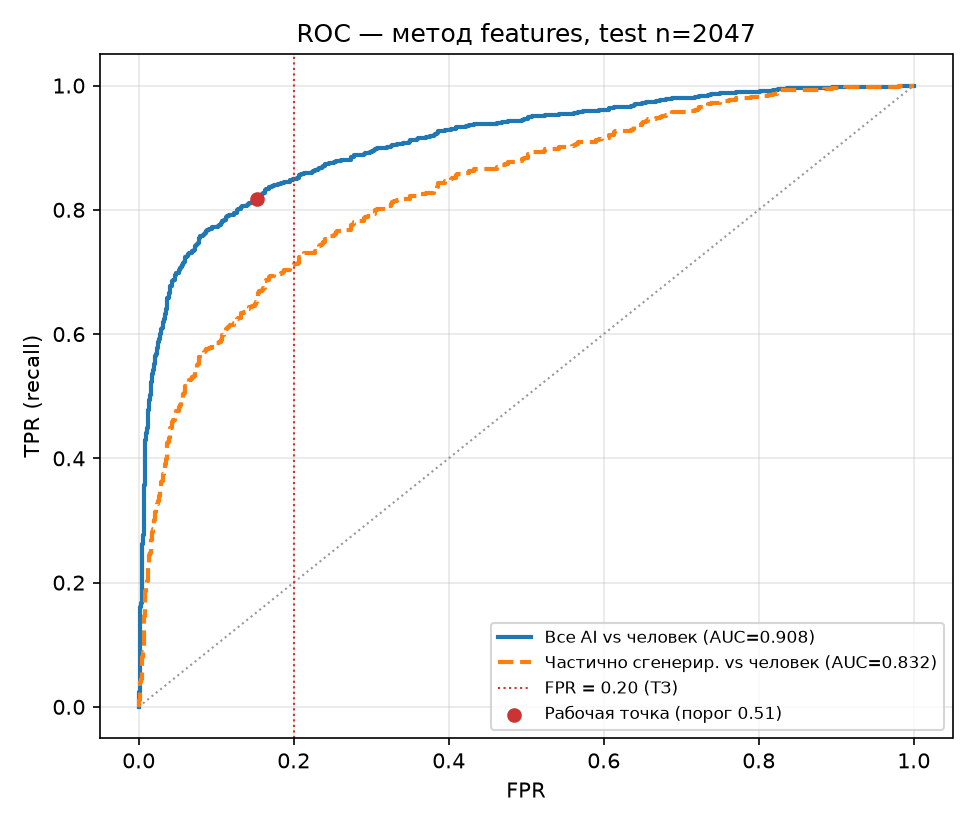 ROC — метод features, test n=2047
TPR (recall)
1.0
0.8
0.6
0.4
0.2
0.0
0.0 0.2 0.4 0.6 0.8 1.0
FPR
Все AI vs человек (AUC=0.908)
Частично сгенерир. vs человек (AUC=0.832)
FPR = 0.20 (ТЗ)
Рабочая точка (порог 0.51)